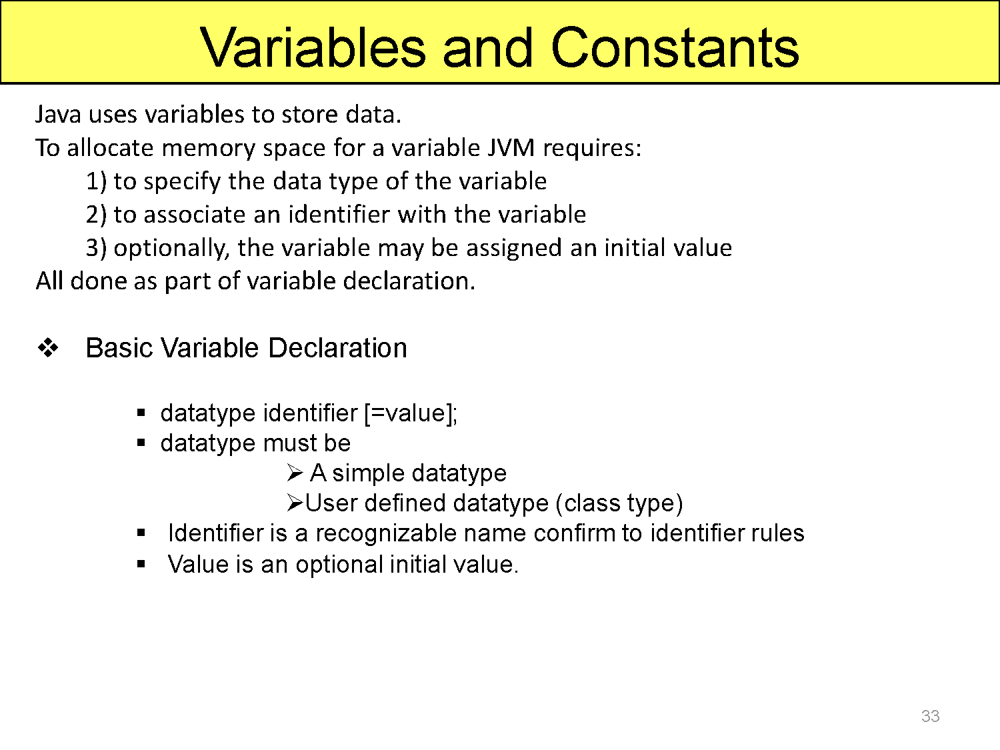 Variables and Constants
Java uses variables to store data.
To allocate memory space for a variable JVM requires:
1) to specify the data type of the variable
2) to associate an identifier with the variable
3) optionally, the variable may be assigned an initial value
All done as part of variable declaration.
❖ Basic Variable Declaration
▪ datatype identifier [=value];
▪ datatype must be
➢ A simple datatype
➢User defined datatype (class type)
▪ Identifier is a recognizable name confirm to identifier rules
▪ Value is an optional initial value.
33